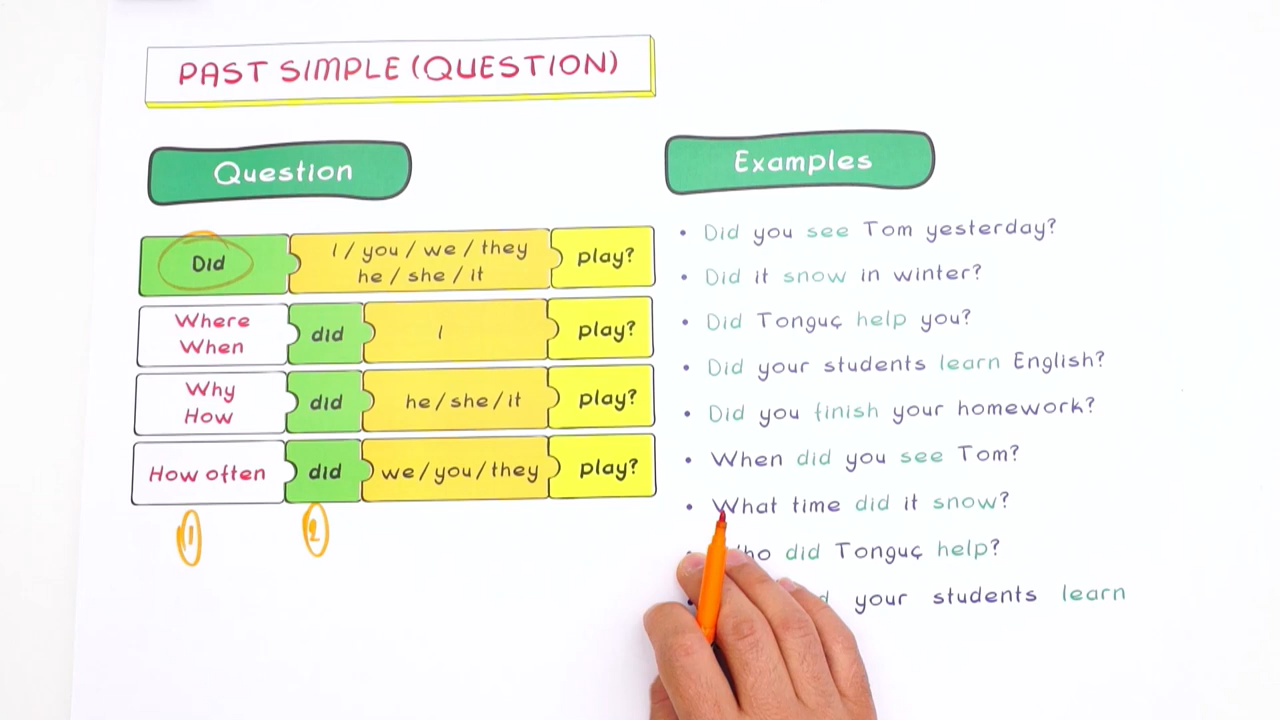 PAST SIMPLE (QUESTION)
Question
Did
I / you / we / they
he / she / it
play?
Where
When
did
I
play?
Why
How
did
he / she / it
play?
How often
did
we / you / they
play?
1
2
Examples
• Did you see Tom yesterday?
• Did it snow in winter?
• Did Tonguç help you?
• Did your students learn English?
• Did you finish your homework?
• When did you see Tom?
• What time did it snow?
did Tonguç help?
your students learn